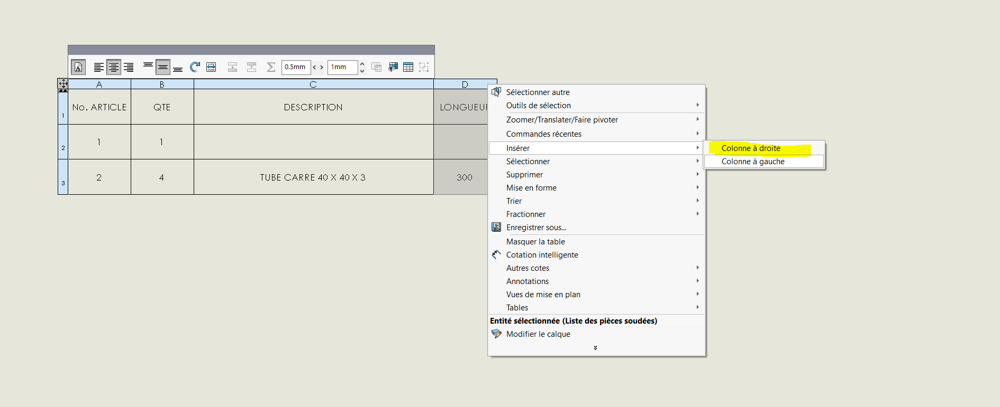 A
0.5mm
1mm
A B C D
1 No. ARTICLE QTE DESCRIPTION LONGUEUR
2 1 1
3 2 4 TUBE CARRE 40 X 40 X 3 300
Sélectionner autre
Outils de sélection
Zoomer/Translater/Faire pivoter
Commandes récentes
Insérer
Colonne à droite
Colonne à gauche
Sélectionner
Supprimer
Mise en forme
Trier
Fractionner
Enregistrer sous...
Masquer la table
Cotation intelligente
Autres cotes
Annotations
Vues de mise en plan
Tables
Entité sélectionnée (Liste des pièces soudées)
Modifier le calque